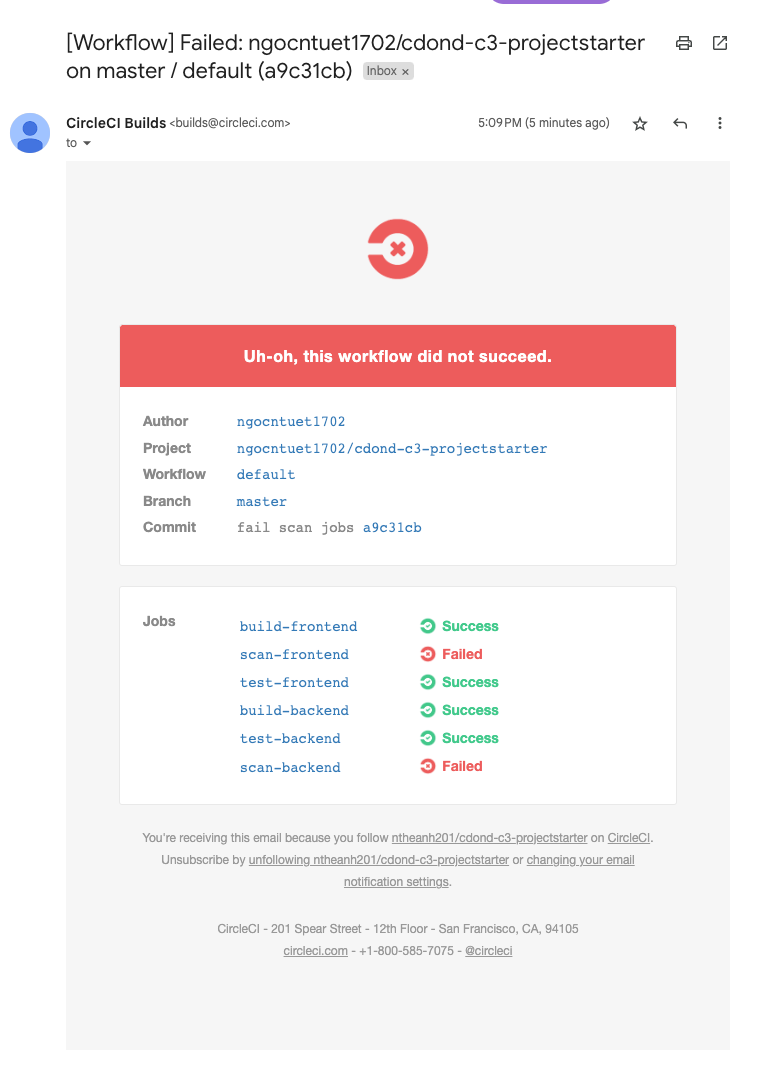 [Workflow] Failed: ngocntuet1702/cdond-c3-projectstarter
on master / default (a9c31cb) Inbox ×
CircleCI Builds <builds@circleci.com> 5:09 PM (5 minutes ago)
to
Uh-oh, this workflow did not succeed.
Author ngocntuet1702
Project ngocntuet1702/cdond-c3-projectstarter
Workflow default
Branch master
Commit fail scan jobs a9c31cb
Jobs
build-frontend Success
scan-frontend Failed
test-frontend Success
build-backend Success
test-backend Success
scan-backend Failed
You're receiving this email because you follow ntheanh201/cdond-c3-projectstarter on CircleCI.
Unsubscribe by unfollowing ntheanh201/cdond-c3-projectstarter or changing your email
notification settings.
CircleCI - 201 Spear Street - 12th Floor - San Francisco, CA, 94105
circleci.com - +1-800-585-7075 - @circleci